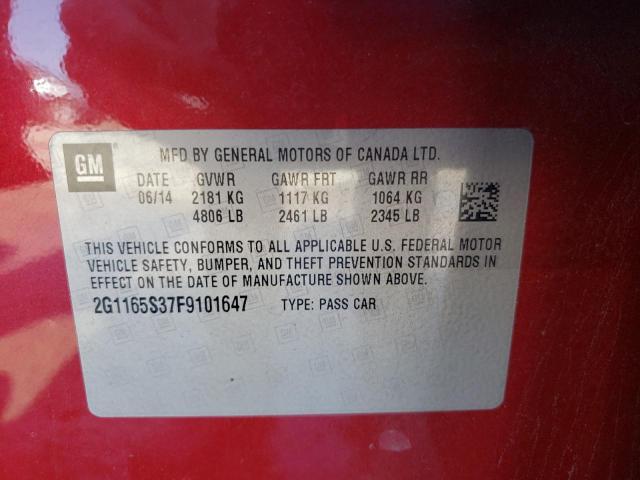 GM MFD BY GENERAL MOTORS OF CANADA LTD.
DATE GVWR GAWR FRT GAWR RR
06/14 2181 KG 1117 KG 1064 KG
4806 LB 2461 LB 2345 LB
THIS VEHICLE CONFORMS TO ALL APPLICABLE U.S. FEDERAL MOTOR
VEHICLE SAFETY, BUMPER, AND THEFT PREVENTION STANDARDS IN
EFFECT ON THE DATE OF MANUFACTURE SHOWN ABOVE.
2G1165S37F9101647 TYPE: PASS CAR